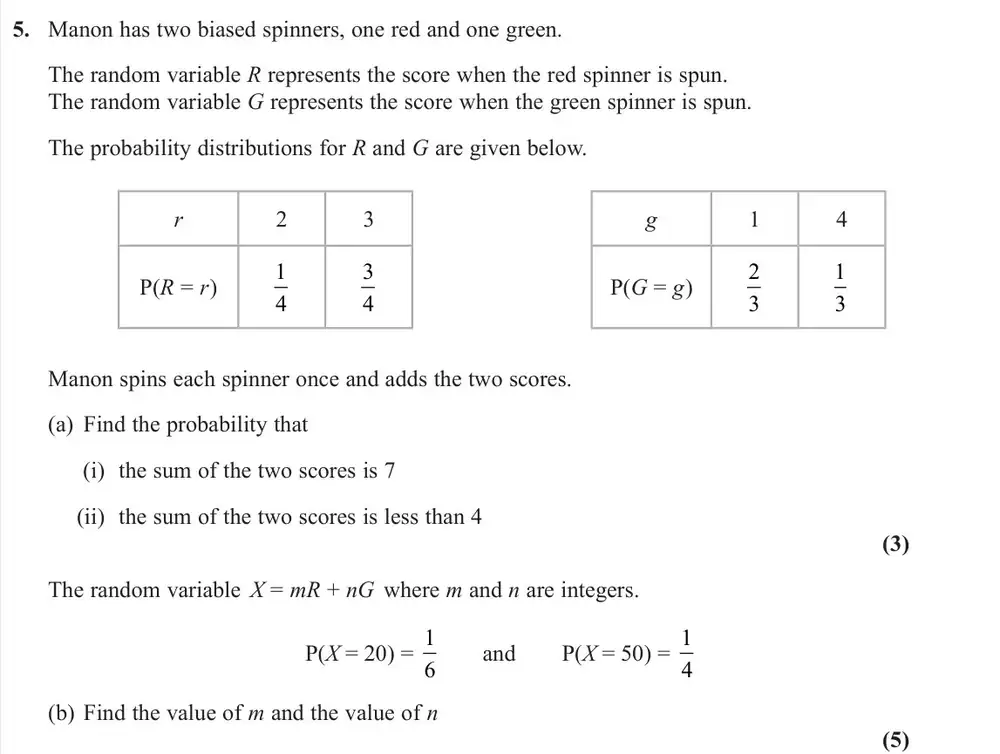 5. Manon has two biased spinners, one red and one green.
The random variable R represents the score when the red spinner is spun.
The random variable G represents the score when the green spinner is spun.
The probability distributions for R and G are given below.
r 2 3
P(R = r) 1/4 3/4
g 1 4
P(G = g) 2/3 1/3
Manon spins each spinner once and adds the two scores.
(a) Find the probability that
(i) the sum of the two scores is 7
(ii) the sum of the two scores is less than 4
(3)
The random variable X = mR + nG where m and n are integers.
P(X = 20) = 1/6 and P(X = 50) = 1/4
(b) Find the value of m and the value of n
(5)